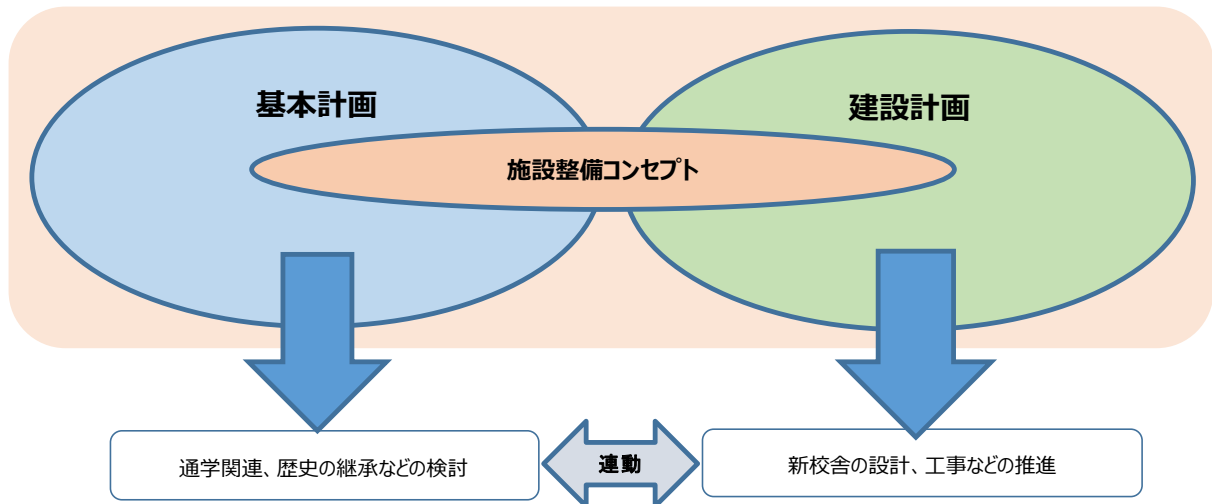 基本計画
建設計画
施設整備コンセプト
通学関連、歴史の継承などの検討
連動
新校舎の設計、工事などの推進